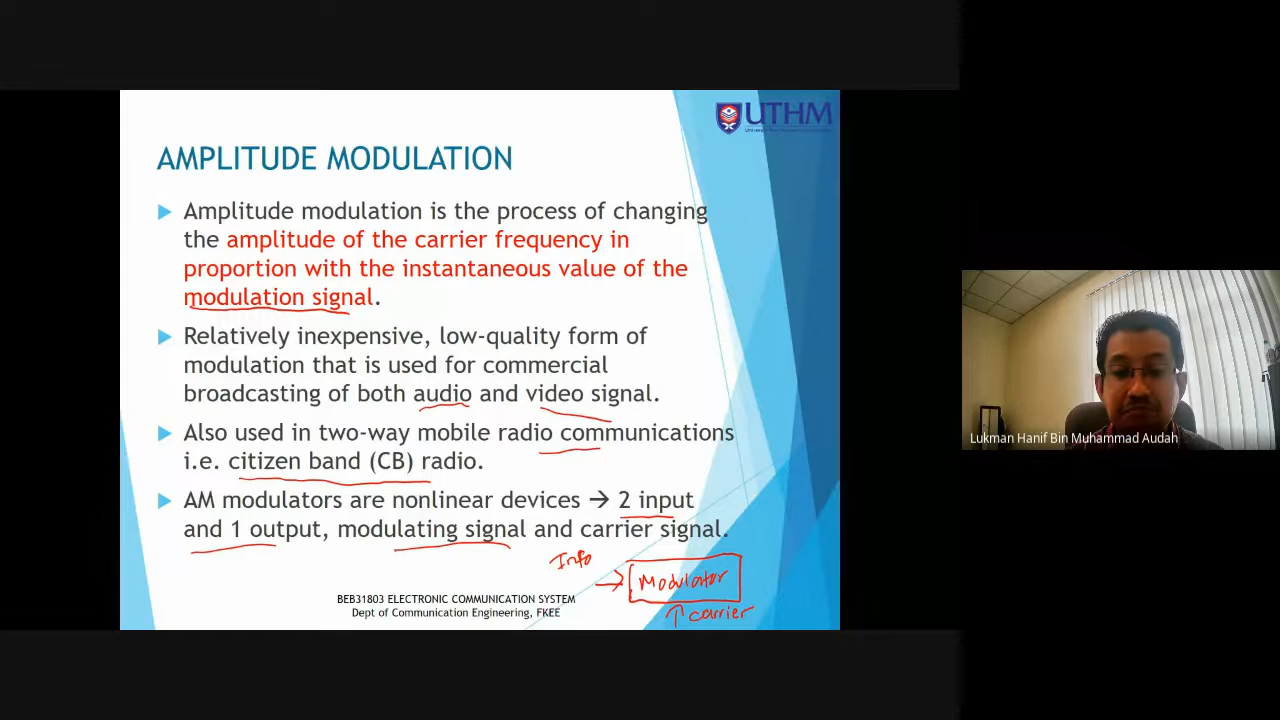 UTHM
AMPLITUDE MODULATION
Amplitude modulation is the process of changing
the amplitude of the carrier frequency in
proportion with the instantaneous value of the
modulation signal.
Relatively inexpensive, low-quality form of
modulation that is used for commercial
broadcasting of both audio and video signal.
Also used in two-way mobile radio communications
i.e. citizen band (CB) radio.
AM modulators are nonlinear devices → 2 input
and 1 output, modulating signal and carrier signal.
Info
Modulator
carrier
BEB31803 ELECTRONIC COMMUNICATION SYSTEM
Dept of Communication Engineering, FKEE
Lukman Hanif Bin Muhammad Audah